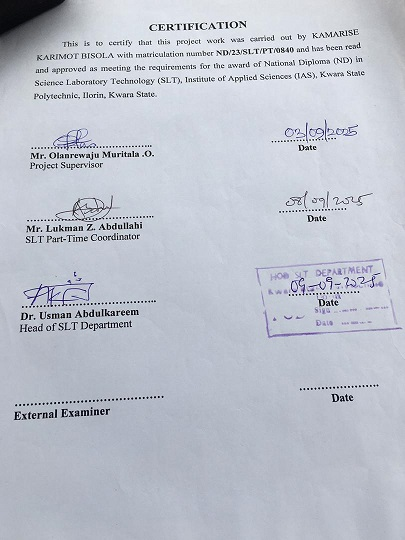 CERTIFICATION
This is to certify that this project work was carried out by KAMARISE
KARIMOT BISOLA with matriculation number ND/23/SLT/PT/0840 and has been read
and approved as meeting the requirements for the award of National Diploma (ND) in
Science Laboratory Technology (SLT), Institute of Applied Sciences (IAS), Kwara State
Polytechnic, Ilorin, Kwara State.
03/09/2025
Mr. Olanrewaju Muritala .O.
Date
Project Supervisor
08/09/2025
Mr. Lukman Z. Abdullahi
Date
SLT Part-Time Coordinator
HOD SLT DEPARTMENT
09-09-2025
Date
Sign
Date
Dr. Usman Abdulkareem
Head of SLT Department
External Examiner
Date